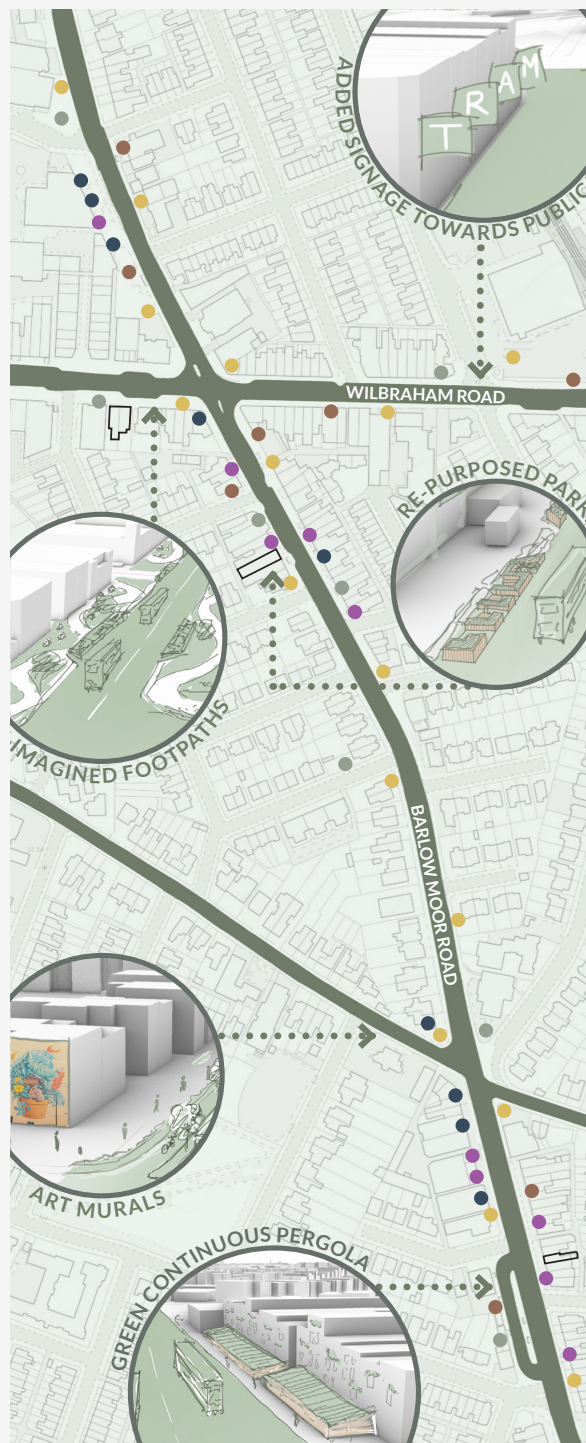 TRAM
ADDED SIGNAGE TOWARDS PUBLIC
WILBRAHAM ROAD
RE-PURPOSED PARK
IMAGINED FOOTPATHS
BARLOW MOOR ROAD
ART MURALS
GREEN CONTINUOUS PERGOLA